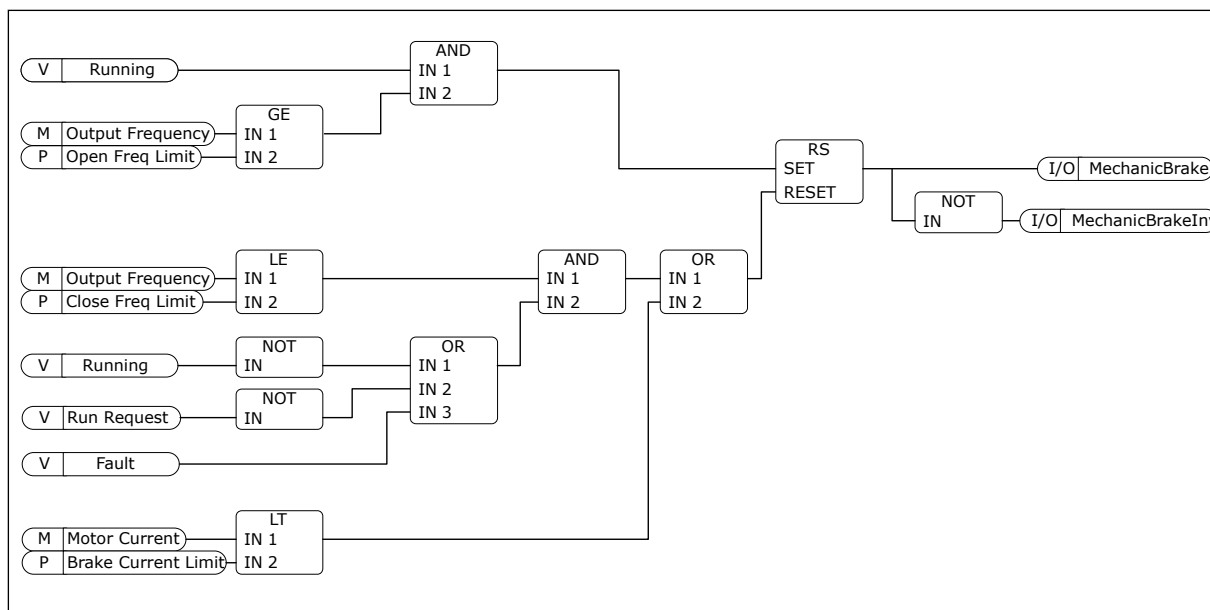 AND
V Running IN 1
IN 2
GE
M Output Frequency IN 1
P Open Freq Limit IN 2
RS
SET
RESET
I/O MechanicBrake
NOT
IN
I/O MechanicBrakeInv
LE
M Output Frequency IN 1
P Close Freq Limit IN 2
AND
IN 1
IN 2
OR
IN 1
IN 2
NOT
V Running IN
OR
IN 1
IN 2
IN 3
NOT
V Run Request IN
V Fault
LT
M Motor Current IN 1
P Brake Current Limit IN 2